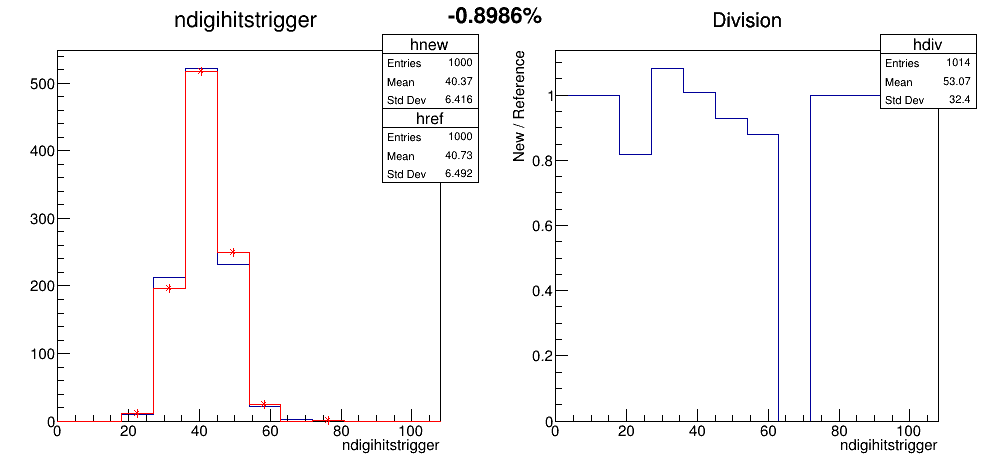 -0.8986%
ndigihitstrigger
hnew
Entries 1000
Mean 40.37
Std Dev 6.416
href
Entries 1000
Mean 40.73
Std Dev 6.492
500
400
300
200
100
0
0 20 40 60 80 100
ndigihitstrigger
Division
hdiv
Entries 1014
Mean 53.07
Std Dev 32.4
New / Reference
1
0.8
0.6
0.4
0.2
0
0 20 40 60 80 100
ndigihitstrigger